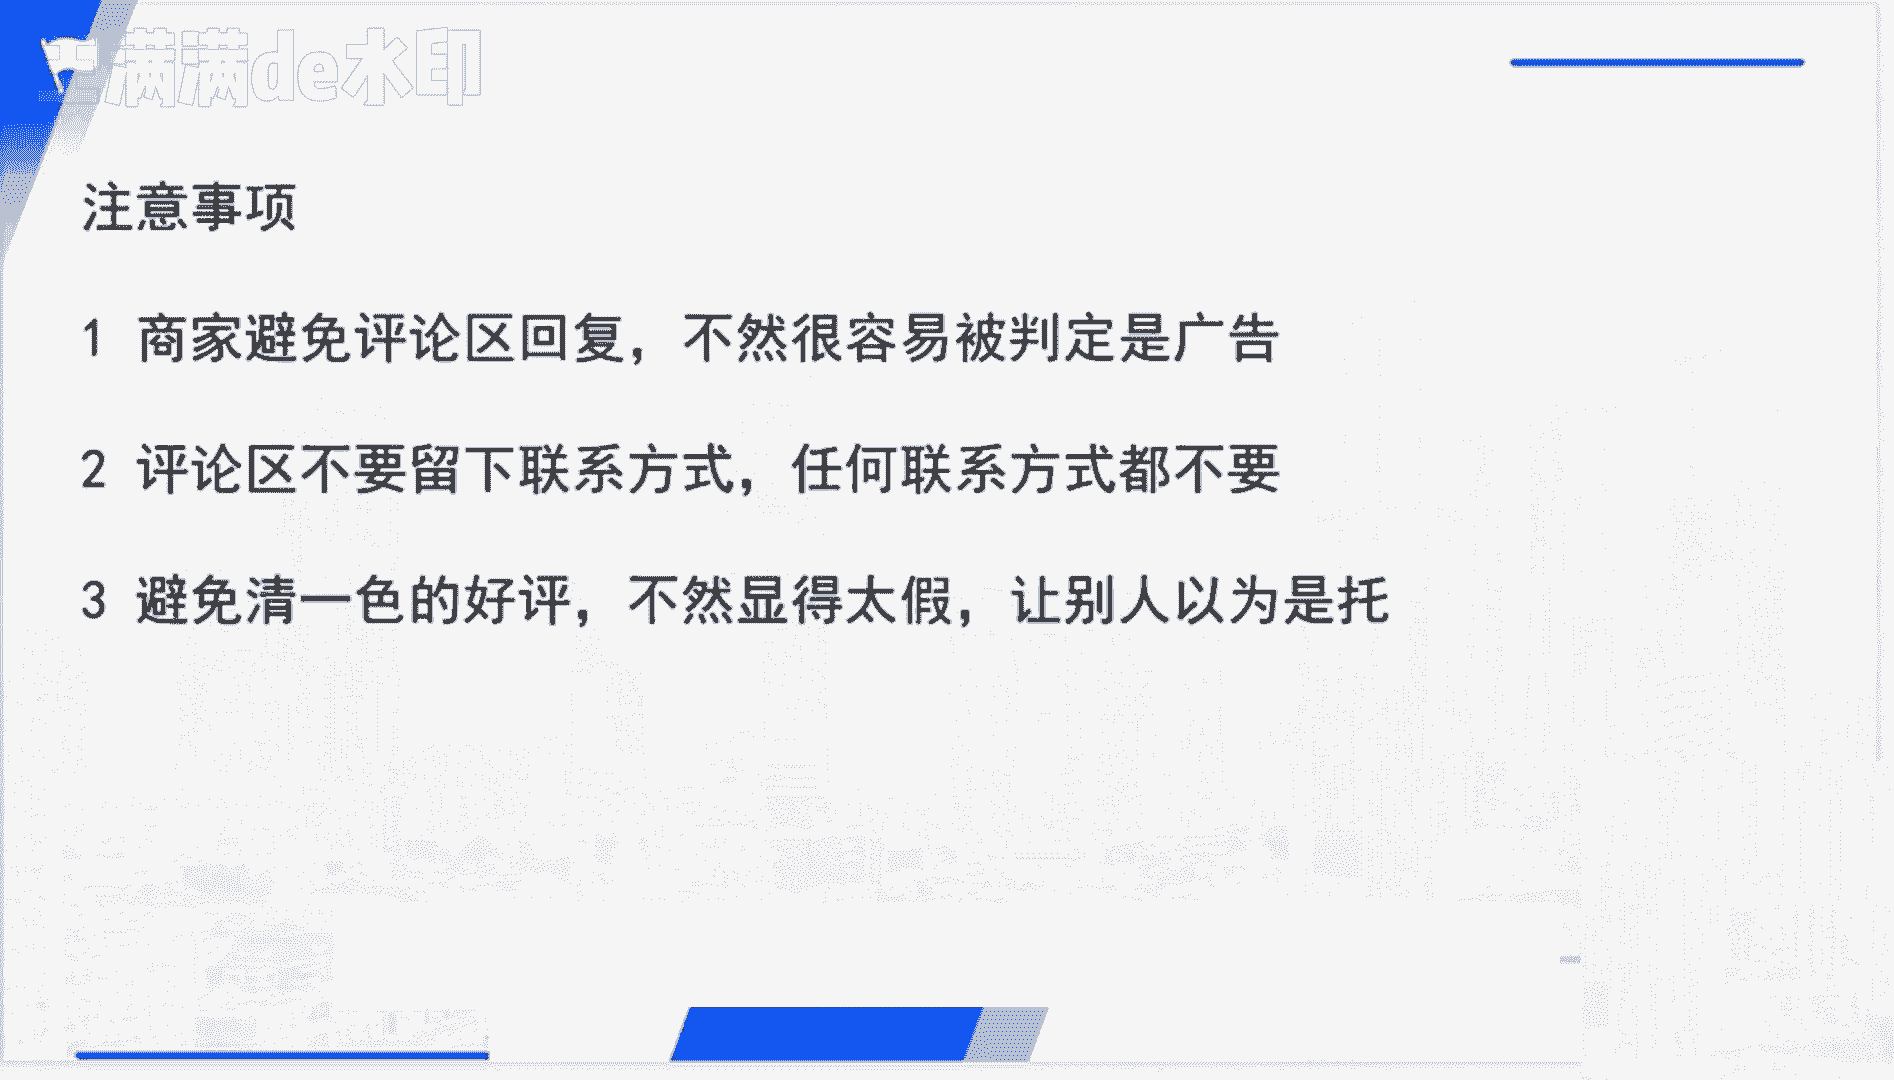 满满de水印
注意事项
1 商家避免评论区回复，不然很容易被判定是广告
2 评论区不要留下联系方式，任何联系方式都不要
3 避免清一色的好评，不然显得太假，让别人以为是托